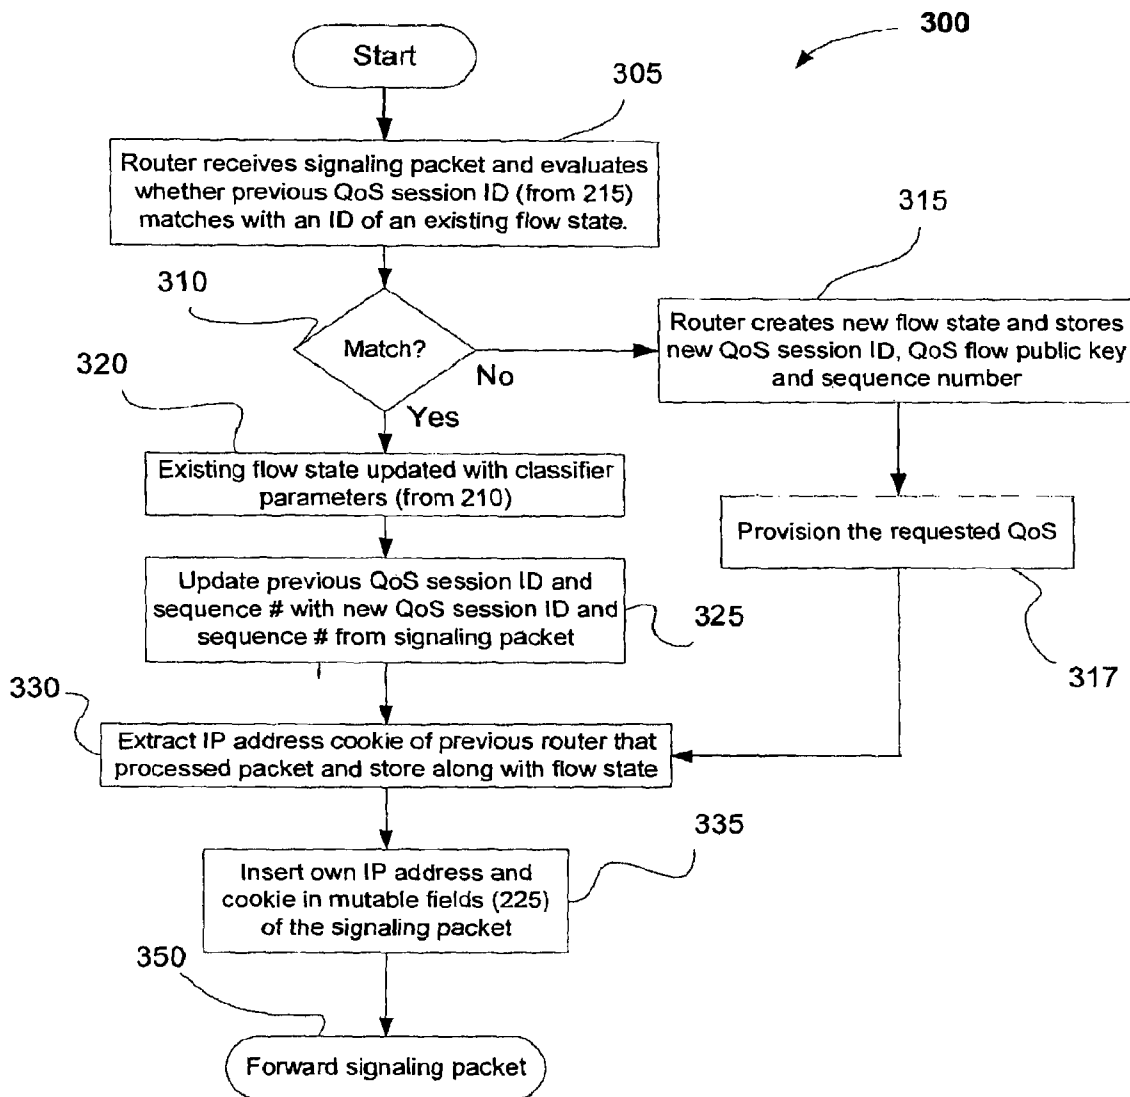 300
Start
305
Router receives signaling packet and evaluates
whether previous QoS session ID (from 215)
matches with an ID of an existing flow state.
310
Match?
No
Yes
315
Router creates new flow state and stores
new QoS session ID, QoS flow public key
and sequence number
320
Existing flow state updated with classifier
parameters (from 210)
Provision the requested QoS
317
Update previous QoS session ID and
sequence # with new QoS session ID and
sequence # from signaling packet
325
330
Extract IP address cookie of previous router that
processed packet and store along with flow state
335
Insert own IP address and
cookie in mutable fields (225)
of the signaling packet
350
Forward signaling packet